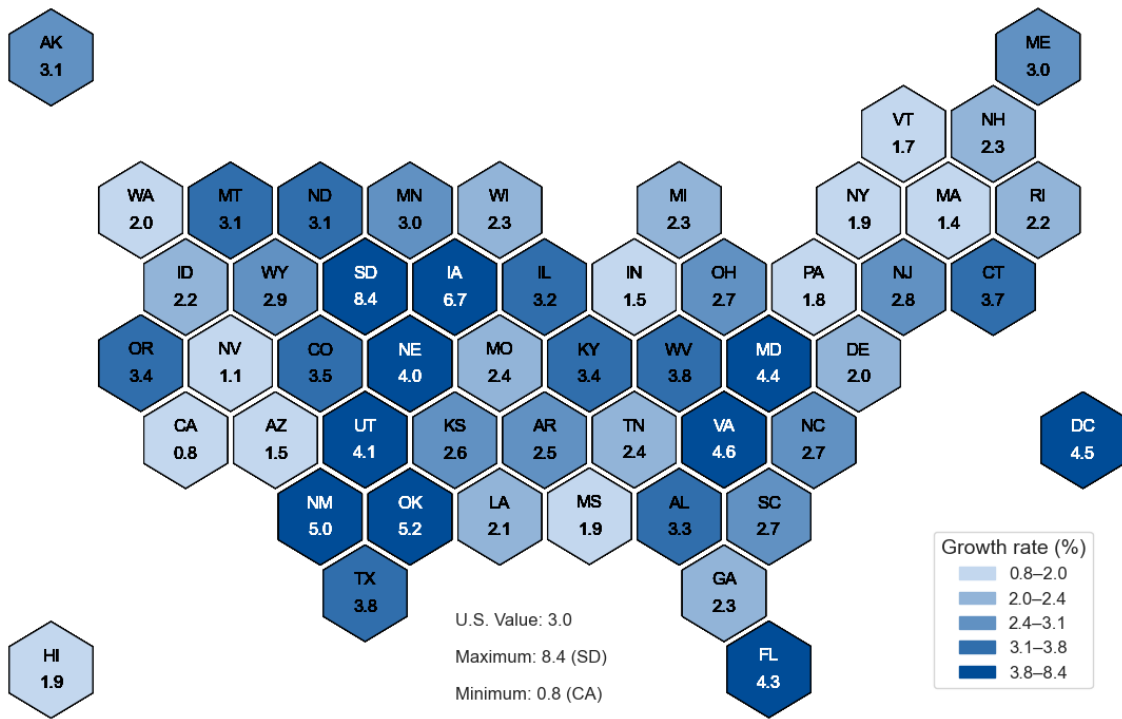 AK
3.1
ME
3.0
VT
1.7
NH
2.3
WA
2.0
MT
3.1
ND
3.1
MN
3.0
WI
2.3
MI
2.3
NY
1.9
MA
1.4
RI
2.2
ID
2.2
WY
2.9
SD
8.4
IA
6.7
IL
3.2
IN
1.5
OH
2.7
PA
1.8
NJ
2.8
CT
3.7
OR
3.4
NV
1.1
CO
3.5
NE
4.0
MO
2.4
KY
3.4
WV
3.8
MD
4.4
DE
2.0
CA
0.8
AZ
1.5
UT
4.1
KS
2.6
AR
2.5
TN
2.4
VA
4.6
NC
2.7
DC
4.5
NM
5.0
OK
5.2
LA
2.1
MS
1.9
AL
3.3
SC
2.7
TX
3.8
GA
2.3
HI
1.9
FL
4.3
U.S. Value: 3.0
Maximum: 8.4 (SD)
Minimum: 0.8 (CA)
Growth rate (%)
0.8–2.0
2.0–2.4
2.4–3.1
3.1–3.8
3.8–8.4